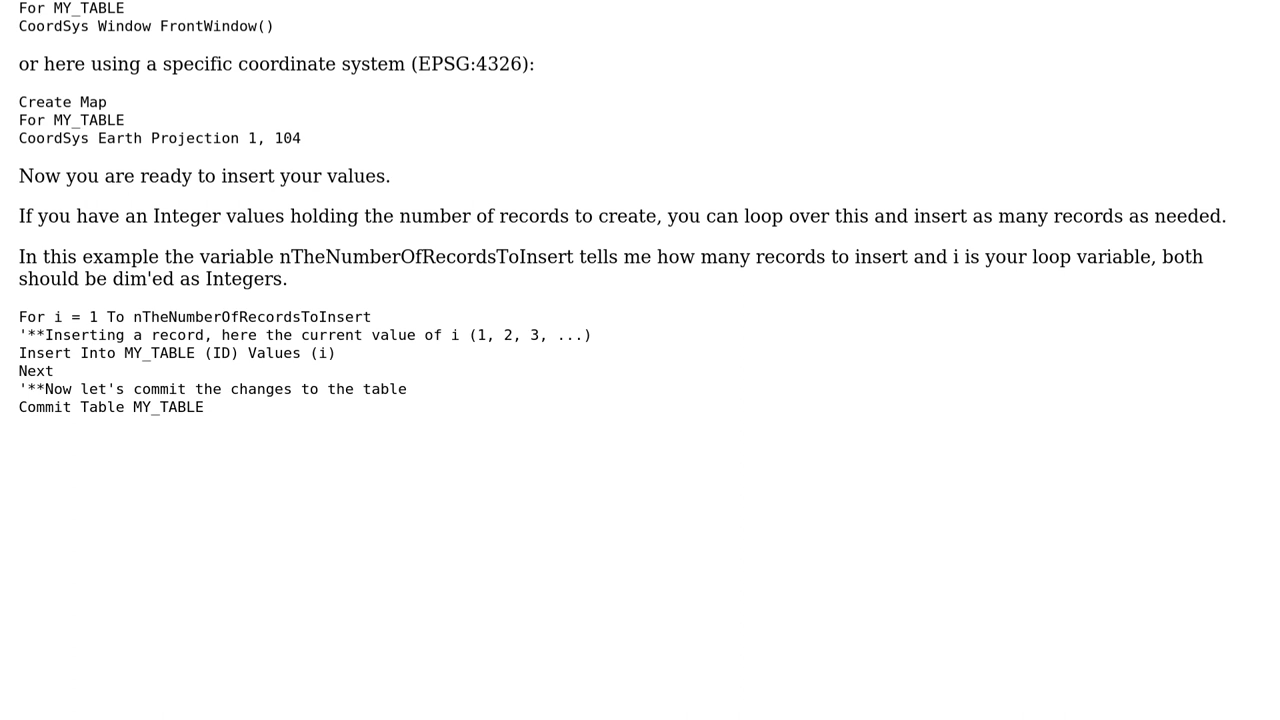 For MY_TABLE
CoordSys Window FrontWindow()
or here using a specific coordinate system (EPSG:4326):
Create Map
For MY_TABLE
CoordSys Earth Projection 1, 104
Now you are ready to insert your values.
If you have an Integer values holding the number of records to create, you can loop over this and insert as many records as needed.
In this example the variable nTheNumberOfRecordsToInsert tells me how many records to insert and i is your loop variable, both
should be dim'ed as Integers.
For i = 1 To nTheNumberOfRecordsToInsert
'**Inserting a record, here the current value of i (1, 2, 3, ...)
Insert Into MY_TABLE (ID) Values (i)
Next
'**Now let's commit the changes to the table
Commit Table MY_TABLE